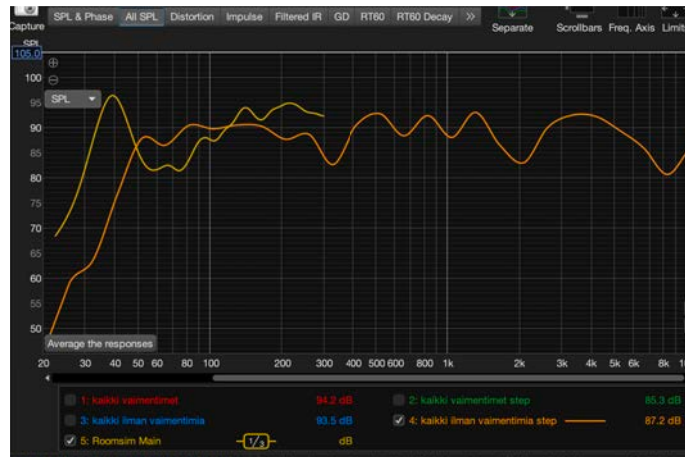 Capture
SPL & Phase All SPL Distortion Impulse Filtered IR GD RT60 RT60 Decay
Separate Scrollbars Freq. Axis Limit
SPL
105.0
100
95
SPL
90
85
80
75
70
65
60
55
50
Average the responses
20 30 40 50 60 80 100 200 300 400 500 600 800 1k 2k 3k 4k 5k 6k 8k
1: kaikki vaimentimet 94.2 dB 2: kaikki vaimentimet step 85.3 dB
3: kaikki ilman vaimentimia 93.5 dB 4: kaikki ilman vaimentimia step 87.2 dB
5: Roomsim Main 1/3 dB